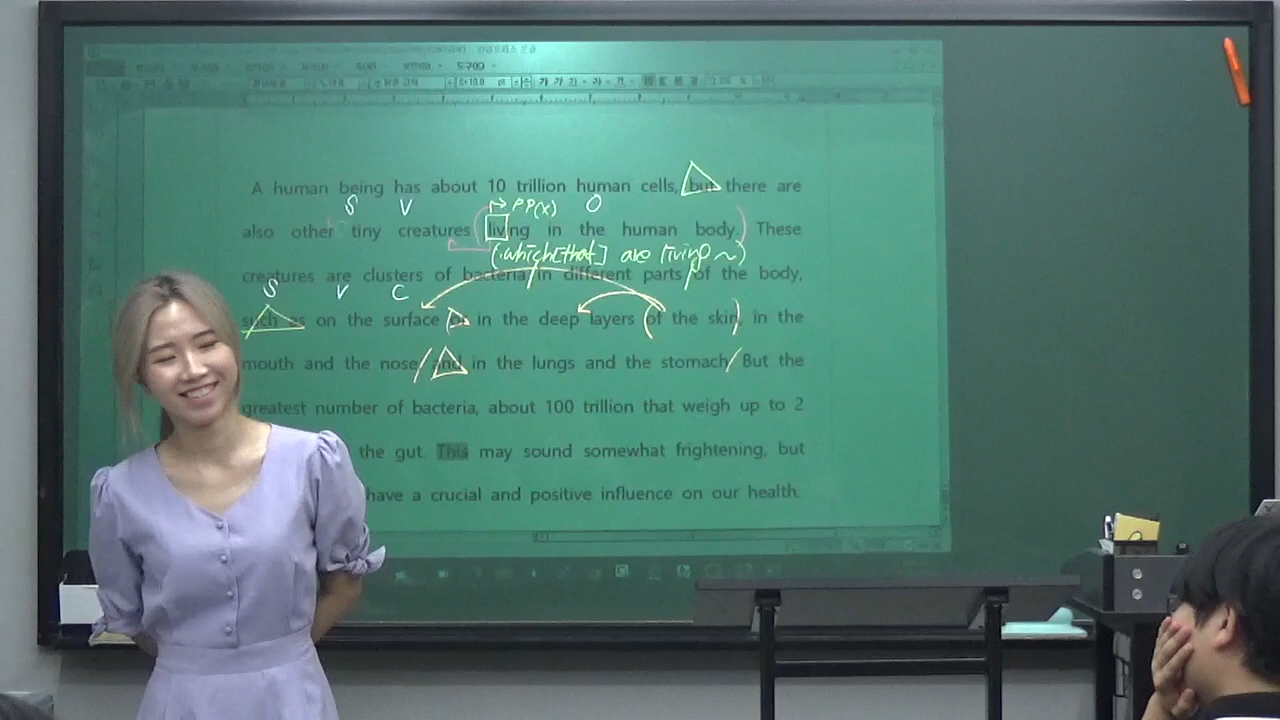 A human being has about 10 trillion human cells, but there are
S V PP(x) O
also other tiny creatures living in the human body. These
(which[that] are living ~)
creatures are clusters of bacteria in different parts of the body,
S V C
such as on the surface or in the deep layers of the skin, in the
mouth and the nose and in the lungs and the stomach. But the
greatest number of bacteria, about 100 trillion that weigh up to 2
the gut. This may sound somewhat frightening, but
have a crucial and positive influence on our health.